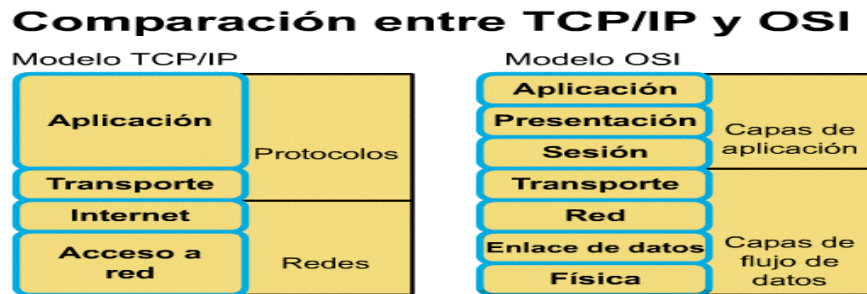 Comparación entre TCP/IP y OSI
Modelo TCP/IP
Aplicación
Transporte
Internet
Acceso a
red
Protocolos
Redes
Modelo OSI
Aplicación
Presentación
Sesión
Transporte
Red
Enlace de datos
Física
Capas de
aplicación
Capas de
flujo de
datos